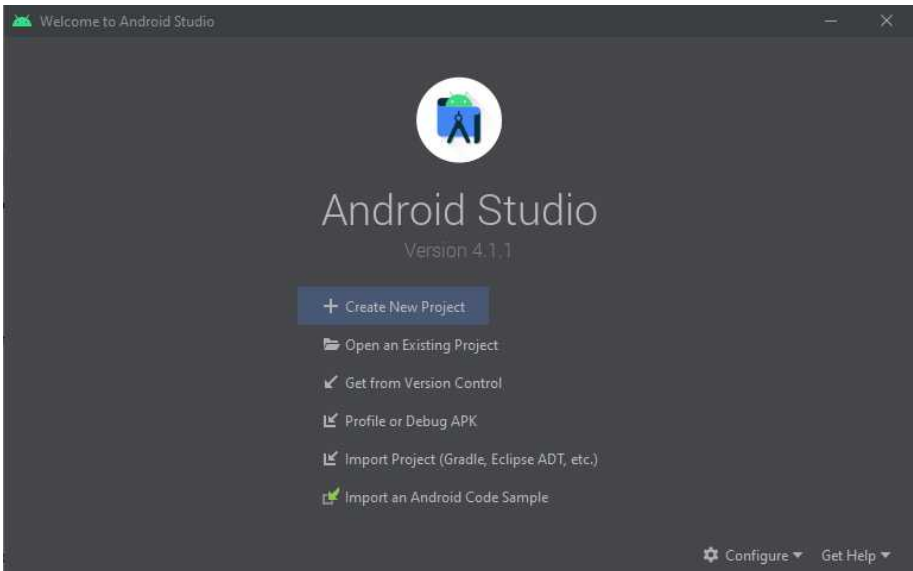 Welcome to Android Studio
Android Studio
Version 4.1.1
Create New Project
Open an Existing Project
Get from Version Control
Profile or Debug APK
Import Project (Gradle, Eclipse ADT, etc.)
Import an Android Code Sample
Configure Get Help